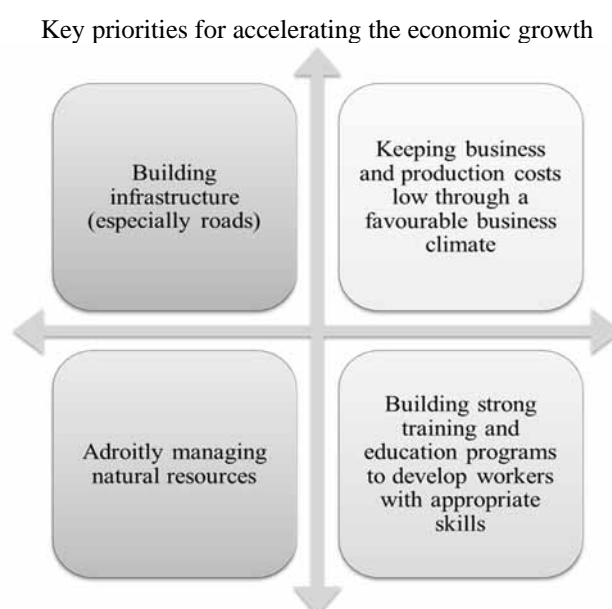 Key priorities for accelerating the economic growth
Building
infrastructure
(especially roads)
Keeping business
and production costs
low through a
favourable business
climate
Adroitly managing
natural resources
Building strong
training and
education programs
to develop workers
with appropriate
skills